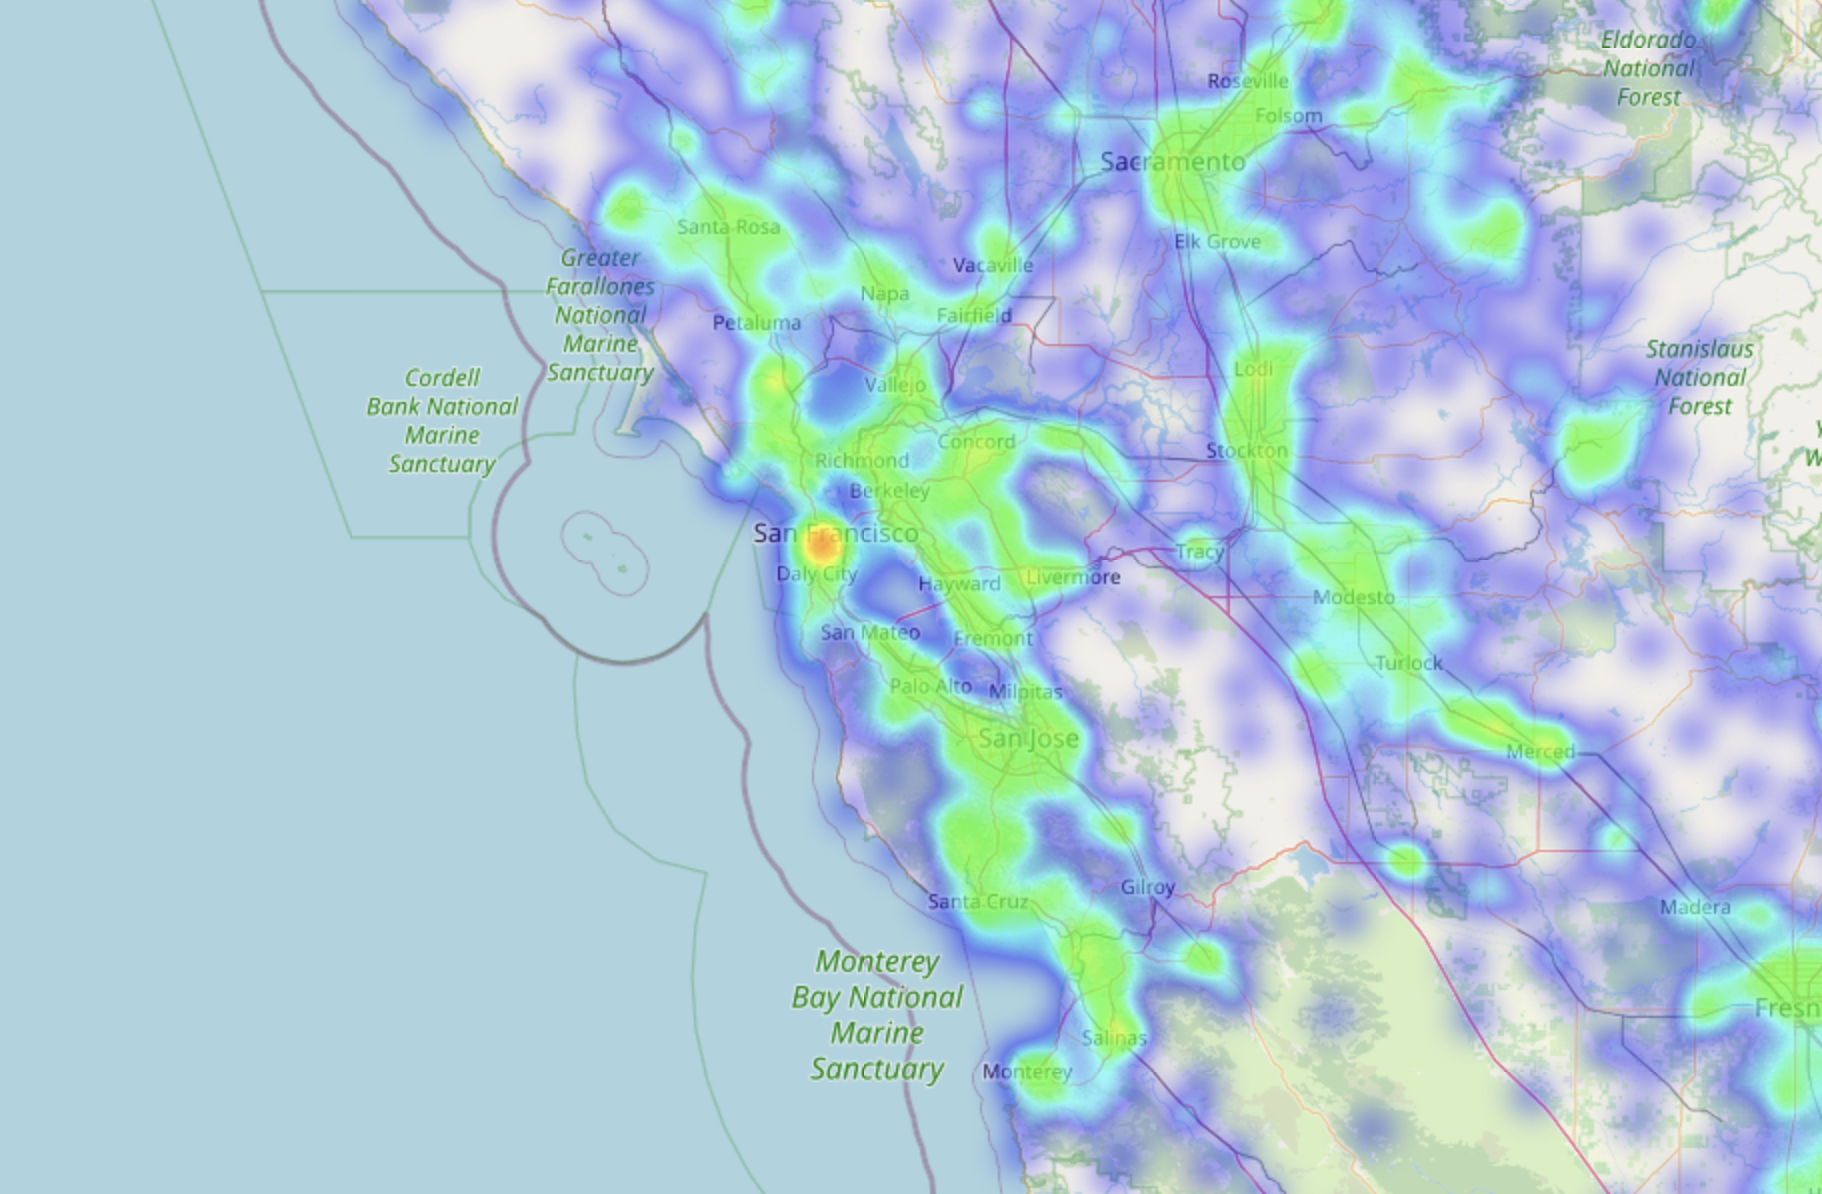 Eldorado
National
Forest
Roseville
Folsom
Sacramento
Santa Rosa
Elk Grove
Greater
Farallones
National
Marine
Sanctuary
Vacaville
Napa
Fairfield
Petaluma
Stanislaus
National
Forest
Cordell
Bank National
Marine
Sanctuary
Lodi
Vallejo
Concord
Stockton
Richmond
Berkeley
San Francisco
Tracy
Daly City
Hayward
Livermore
Modesto
San Mateo
Fremont
Turlock
Palo Alto
Milpitas
San Jose
Merced
Gilroy
Santa Cruz
Madera
Monterey
Bay National
Marine
Sanctuary
Fresn
Salinas
Monterey